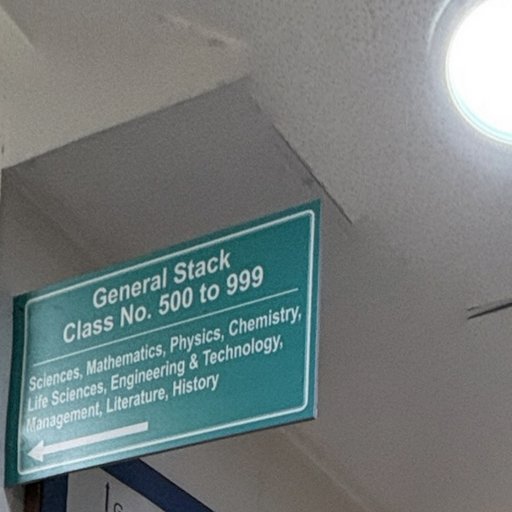 General Stack
Class No. 500 to 999
Sciences, Mathematics, Physics, Chemistry,
Life Sciences, Engineering & Technology,
Management, Literature, History